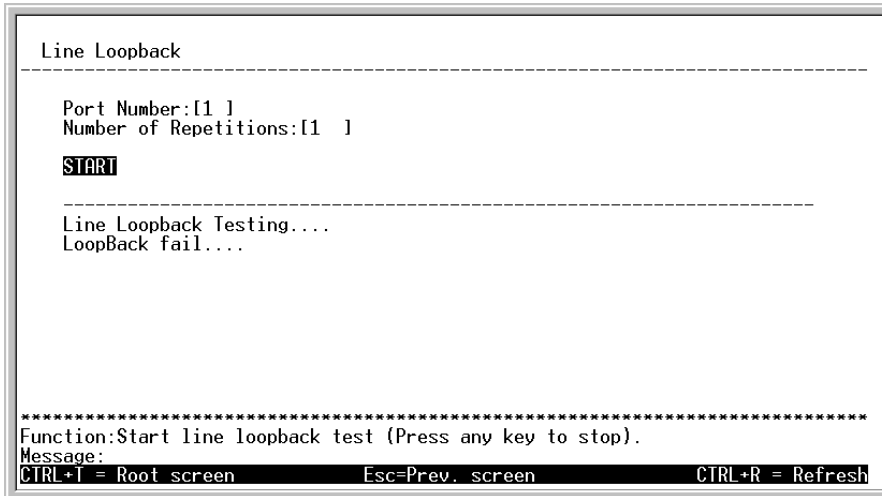 Line Loopback
--------------------------------------------------------------------------------
Port Number:[1 ]
Number of Repetitions:[1  ]
START
-----------------------------------------------------------------------
Line Loopback Testing....
LoopBack fail....
********************************************************************************
Function:Start line loopback test (Press any key to stop).
Message:
CTRL+T = Root screen Esc=Prev. screen CTRL+R = Refresh